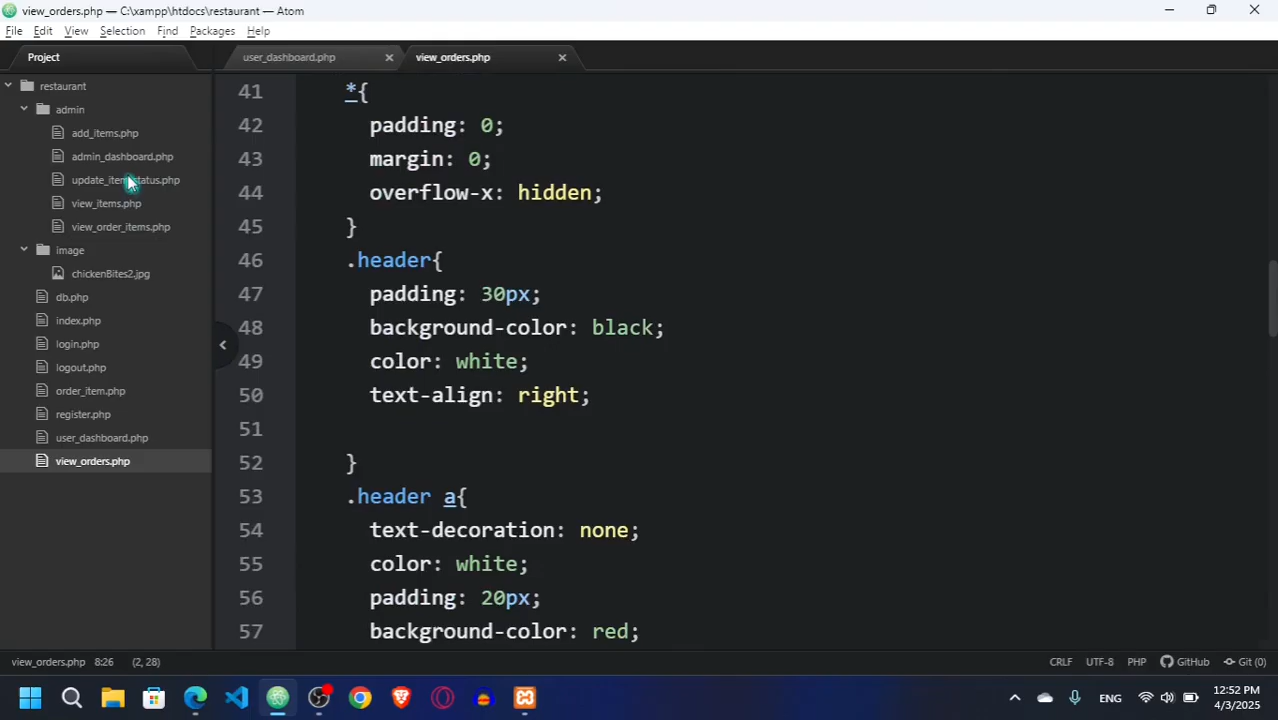 view_orders.php — C:\xampp\htdocs\restaurant — Atom
File Edit View Selection Find Packages Help
Project
user_dashboard.php
view_orders.php
restaurant
admin
add_items.php
admin_dashboard.php
view_items.php
view_order_items.php
image
chickenBites2.jpg
db.php
index.php
login.php
logout.php
order_item.php
register.php
user_dashboard.php
view_orders.php
41 *{
42 padding: 0;
43 margin: 0;
44 overflow-x: hidden;
45 }
46 .header{
47 padding: 30px;
48 background-color: black;
49 color: white;
50 text-align: right;
51
52 }
53 .header a{
54 text-decoration: none;
55 color: white;
56 padding: 20px;
57 background-color: red;
view_orders.php 8:26 (2, 28)
CRLF UTF-8 PHP GitHub Git (0)
ENG
12:52 PM
4/3/2025